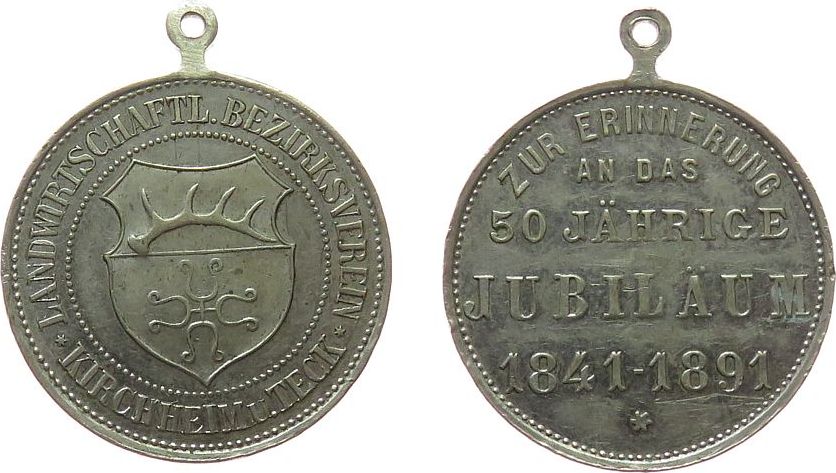 LANDWIRTSCHAFTL. BEZIRKSVEREIN
* KIRCHHEIM U. TECK *
ZUR ERINNERUNG
AN DAS
50 JÄHRIGE
JUBILÄUM
1841-1891
*